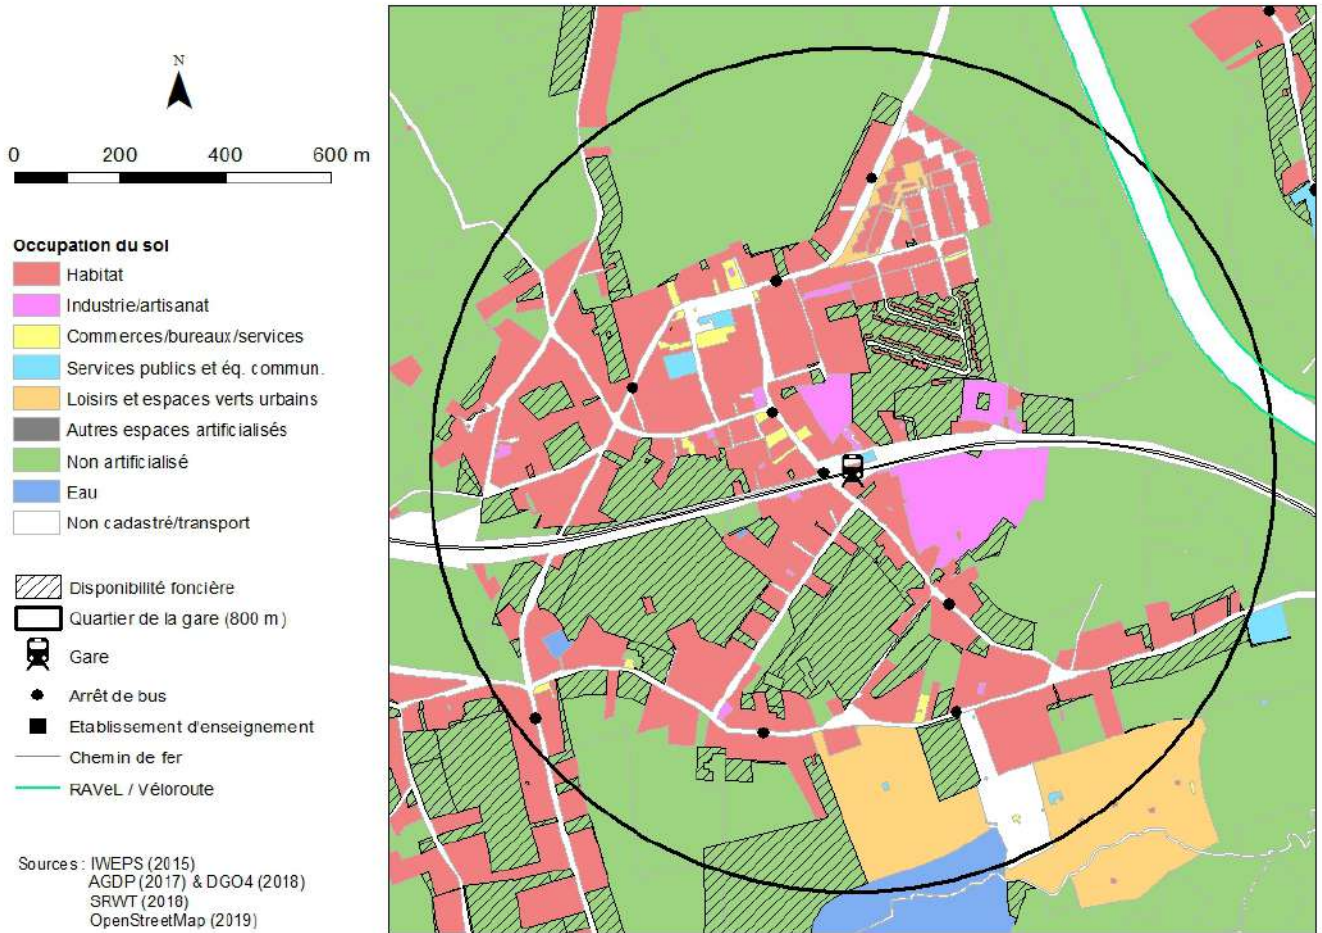 N
0 200 400 600 m
Occupation du sol
Habitat
Industrie/artisanat
Commerces/bureaux/services
Services publics et éq. commun.
Loisirs et espaces verts urbains
Autres espaces artificialisés
Non artificialisé
Eau
Non cadastré/transport
Disponibilité foncière
Quartier de la gare (800 m)
Gare
Arrêt de bus
Etablissement d'enseignement
Chemin de fer
RAVeL / Véloroute
Sources : IWEPS (2015)
AGDP (2017) & DGO4 (2018)
SRWT (2018)
OpenStreetMap (2019)